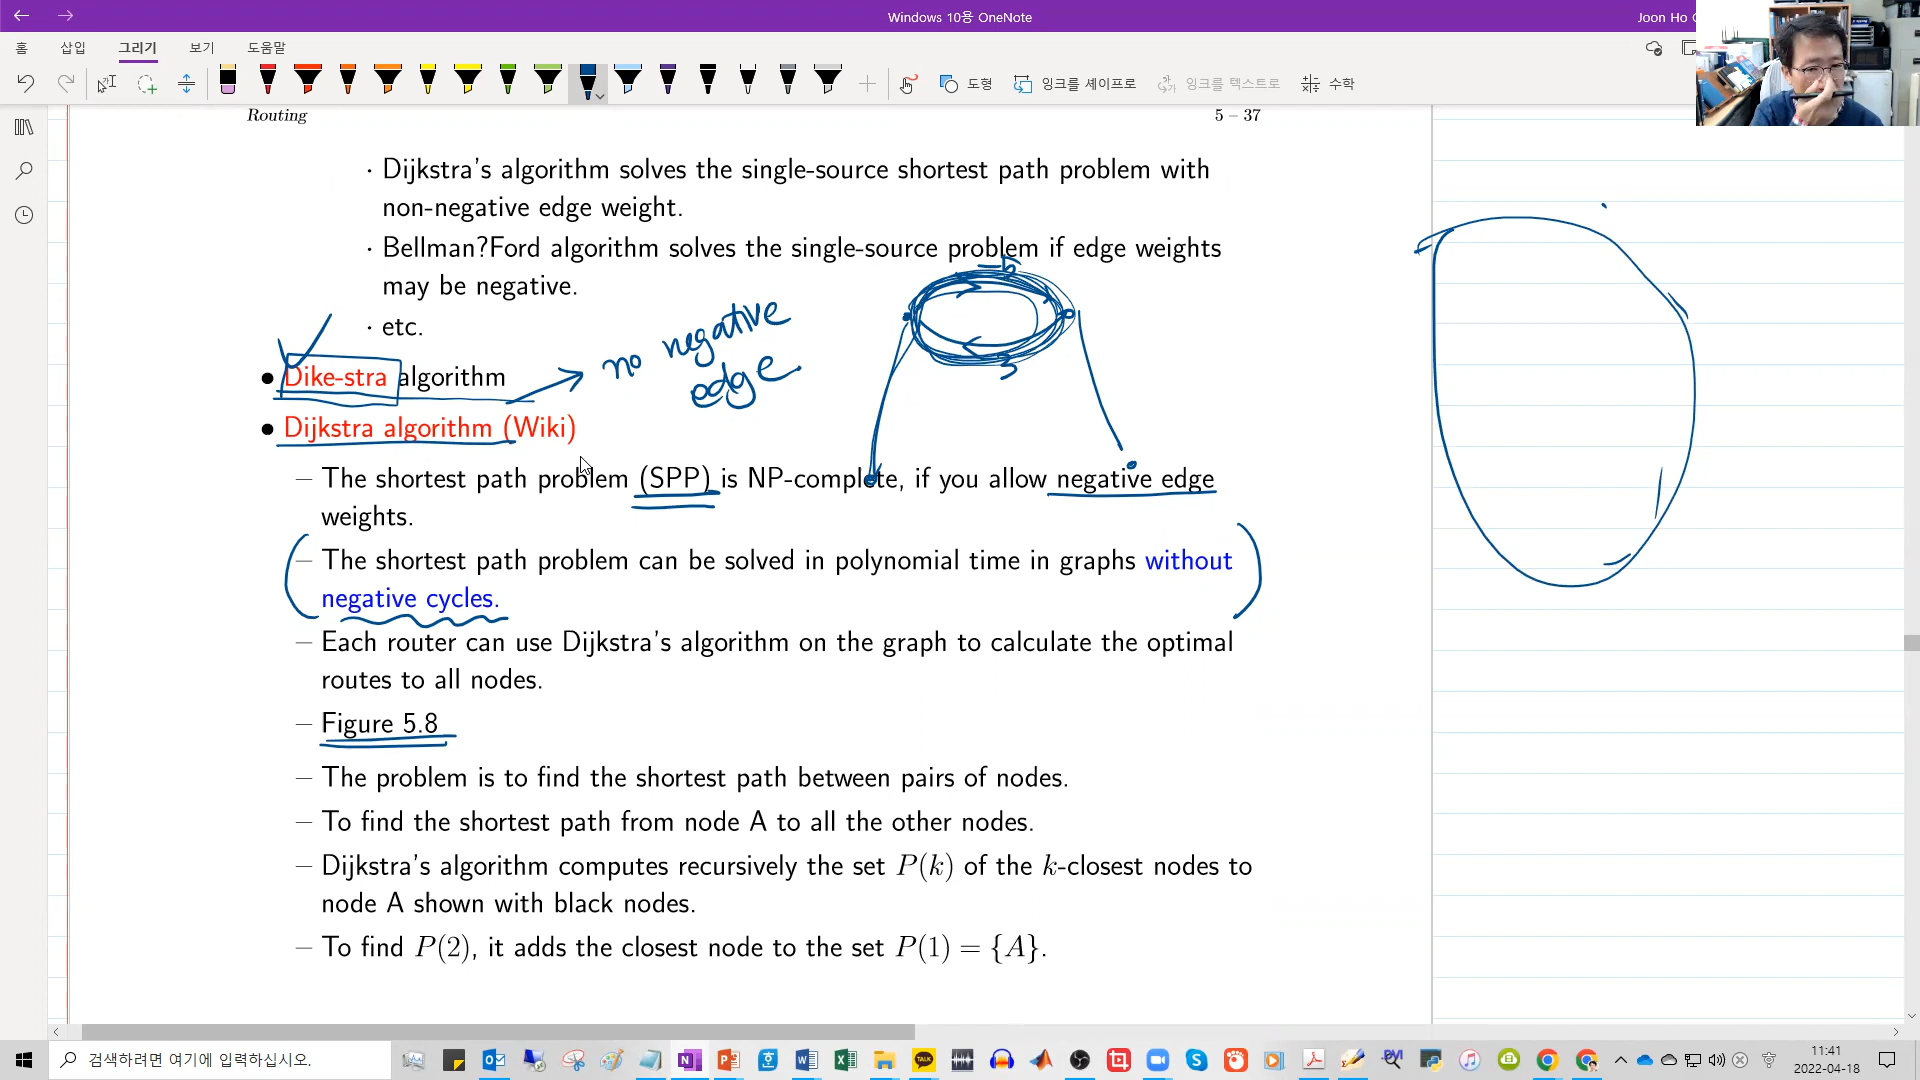 Windows 10용 OneNote
Joon Ho
홈 삽입 그리기 보기 도움말
도형 잉크를 셰이프로 잉크를 텍스트로 수학
Routing 5 – 37
· Dijkstra's algorithm solves the single-source shortest path problem with
non-negative edge weight.
· Bellman?Ford algorithm solves the single-source problem if edge weights
may be negative.
· etc.
-5
3
no negative
edge
● Dike-stra algorithm
● Dijkstra algorithm (Wiki)
– The shortest path problem (SPP) is NP-complete, if you allow negative edge
weights.
– The shortest path problem can be solved in polynomial time in graphs without
negative cycles.
– Each router can use Dijkstra's algorithm on the graph to calculate the optimal
routes to all nodes.
– Figure 5.8
– The problem is to find the shortest path between pairs of nodes.
– To find the shortest path from node A to all the other nodes.
– Dijkstra's algorithm computes recursively the set P(k) of the k-closest nodes to
node A shown with black nodes.
– To find P(2), it adds the closest node to the set P(1) = {A}.
검색하려면 여기에 입력하십시오.
11:41
2022-04-18